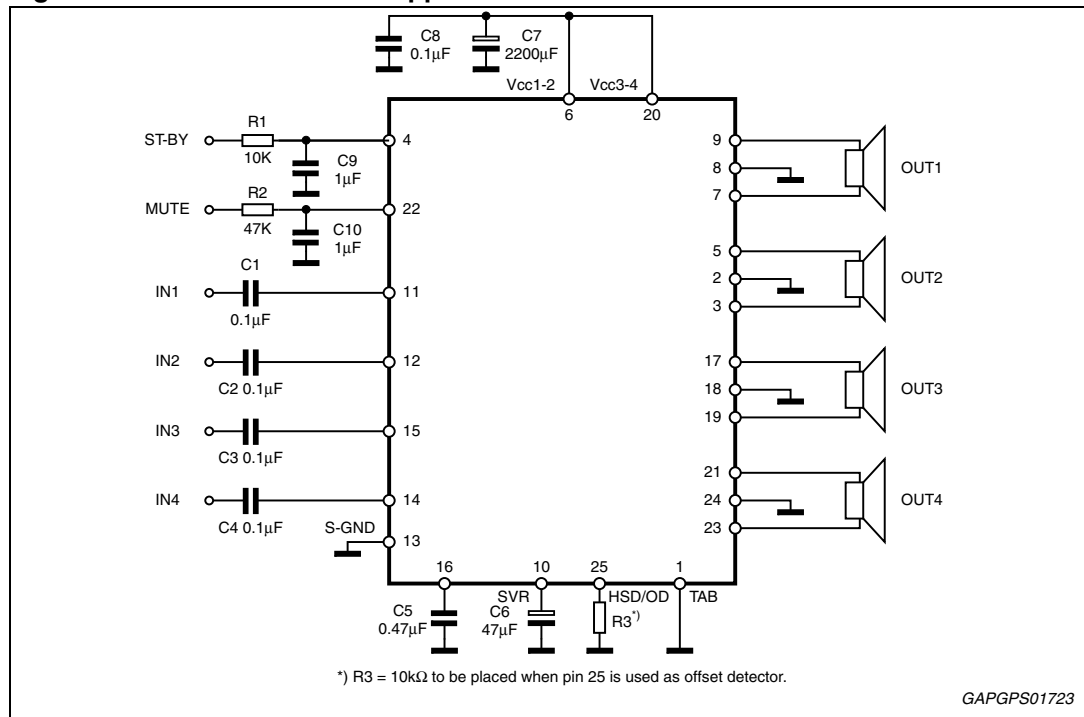 C8
0.1µF
C7
2200µF
Vcc1-2
Vcc3-4
6
20
ST-BY
R1
10K
4
C9
1µF
MUTE
R2
47K
22
C10
1µF
IN1
C1
0.1µF
11
IN2
C2 0.1µF
12
IN3
C3 0.1µF
15
IN4
C4 0.1µF
14
S-GND
13
9
8
7
OUT1
5
2
3
OUT2
17
18
19
OUT3
21
24
23
OUT4
16
10
25
1
SVR
HSD/OD
TAB
C5
0.47µF
C6
47µF
R3*)
*) R3 = 10kΩ to be placed when pin 25 is used as offset detector.
GAPGPS01723